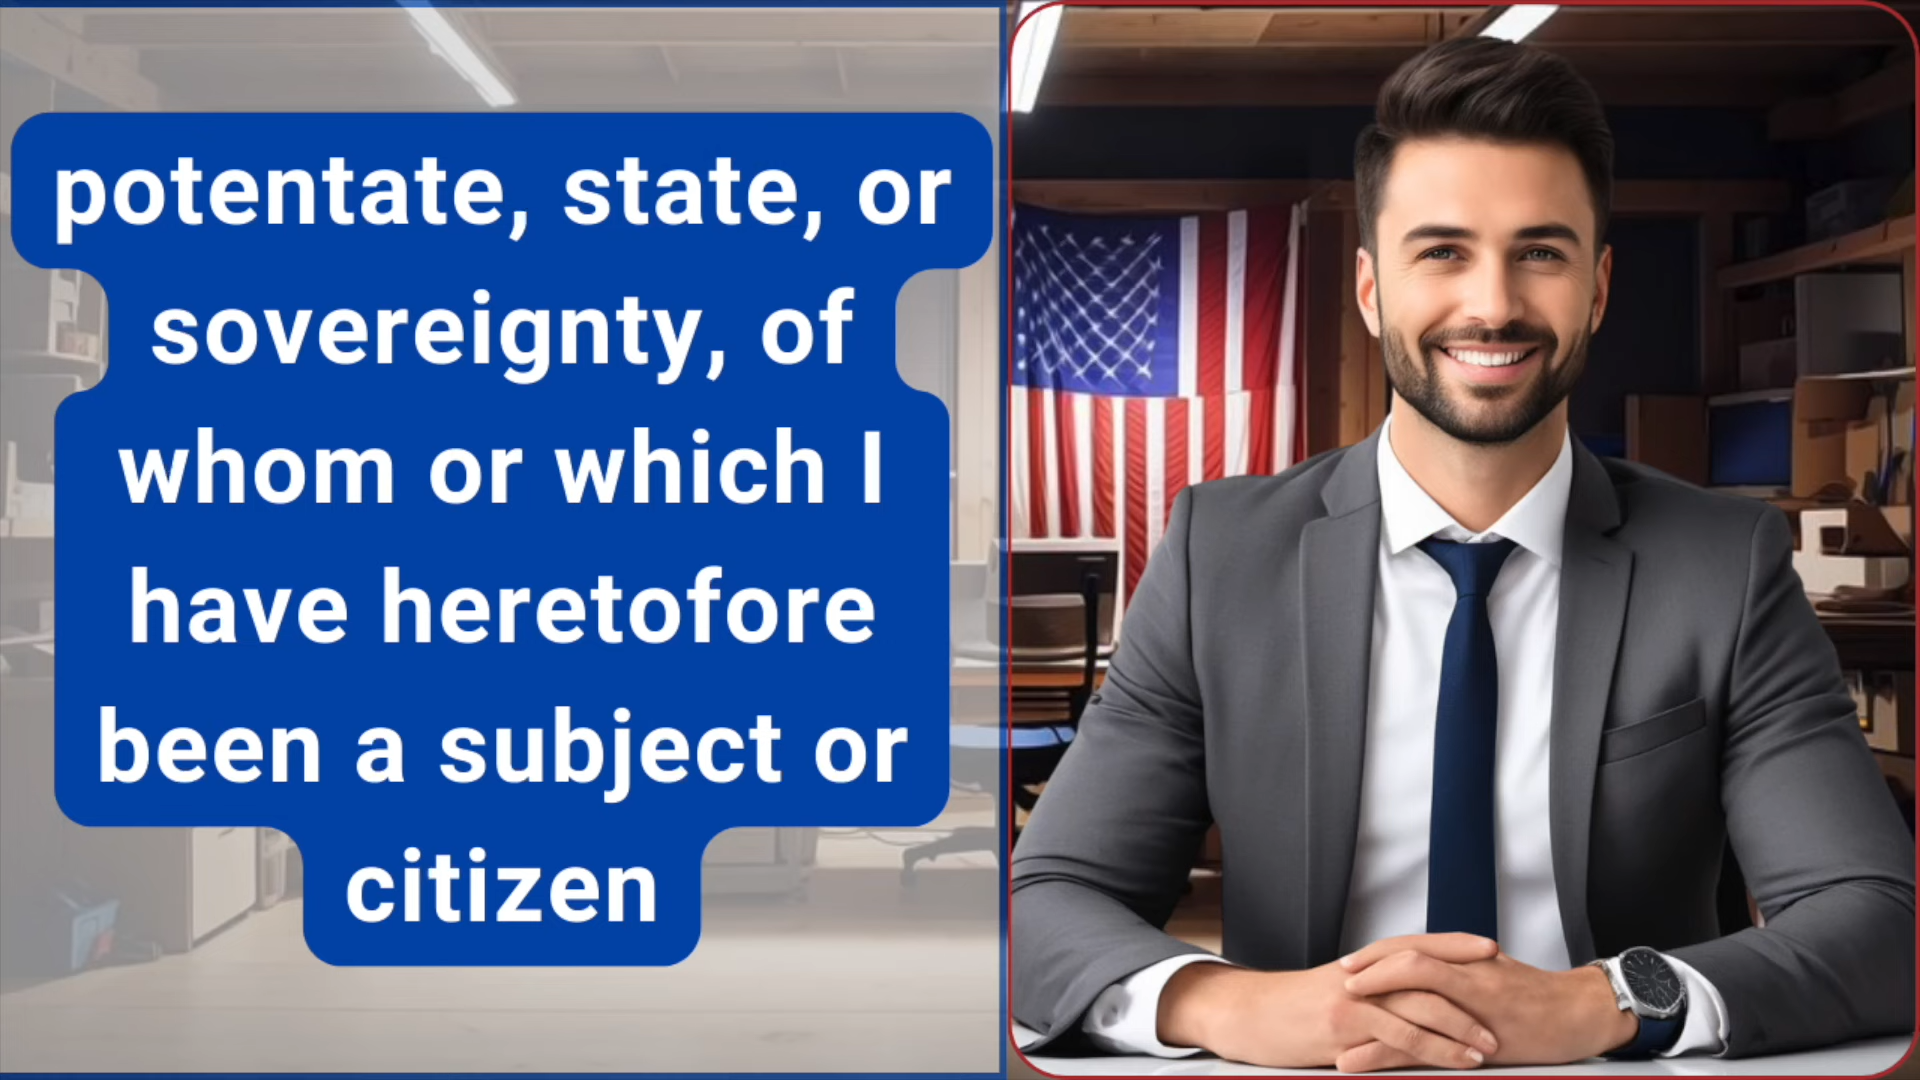 potentate, state, or
sovereignty, of
whom or which I
have heretofore
been a subject or
citizen